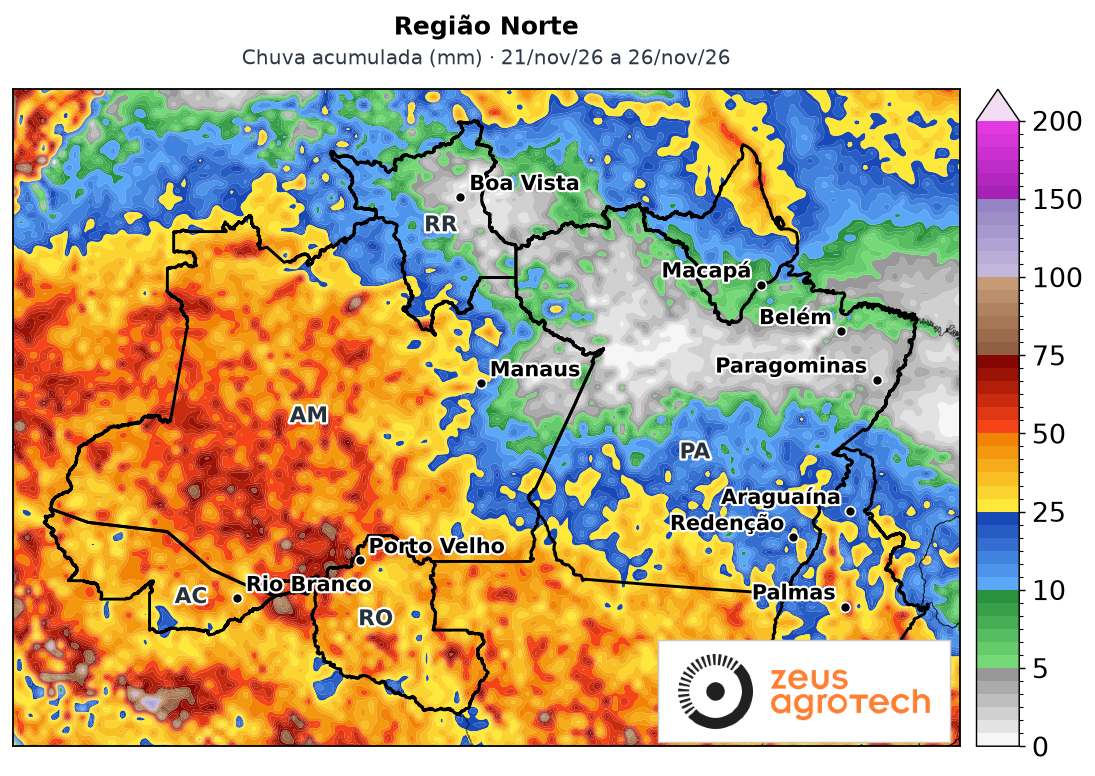 Região Norte
Chuva acumulada (mm) · 21/nov/26 a 26/nov/26
200
150
100
75
50
25
10
5
0
Boa Vista
RR
Macapá
Belém
Paragominas
Manaus
AM
PA
Araguaína
Redenção
Porto Velho
Rio Branco
AC
RO
Palmas
zeus
agrotech